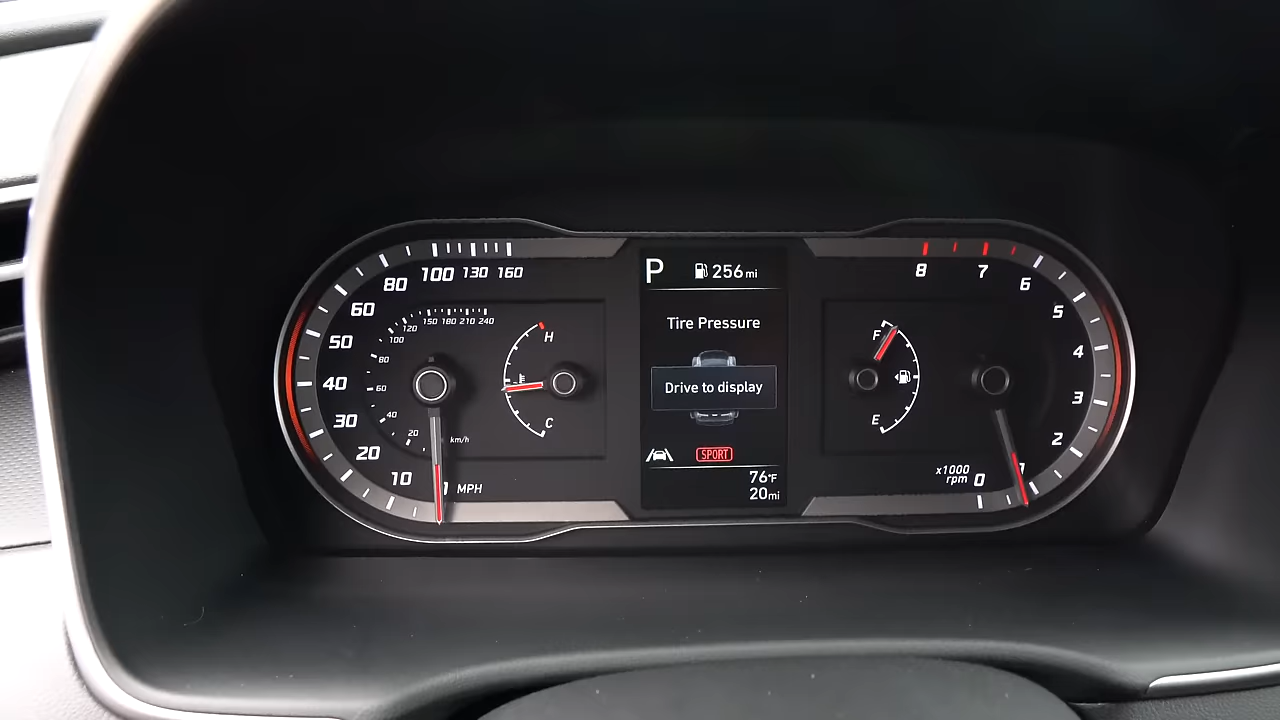 80 100 130 160
60
50
40
30
20
10
MPH
150 180 210 240
120
100
80
60
40
20
km/h
H
C
P 256 mi
Tire Pressure
Drive to display
SPORT
76°F
20 mi
F
E
8 7
6
5
4
3
2
0
x1000
rpm